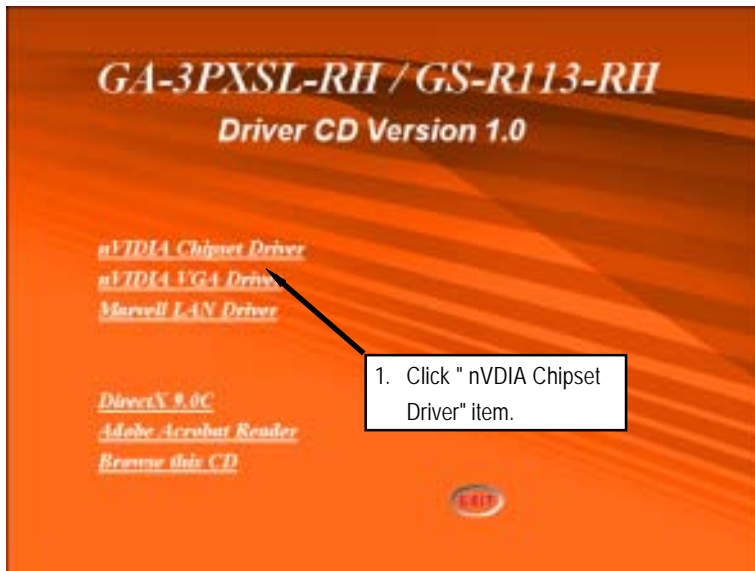 GA-3PXSL-RH / GS-R113-RH
Driver CD Version 1.0
nVIDIA Chipset Driver
nVIDIA VGA Driver
Marvell LAN Driver
1. Click " nVDIA Chipset
Driver" item.
DirectX 9.0C
Adobe Acrobat Reader
Browse this CD
EXIT